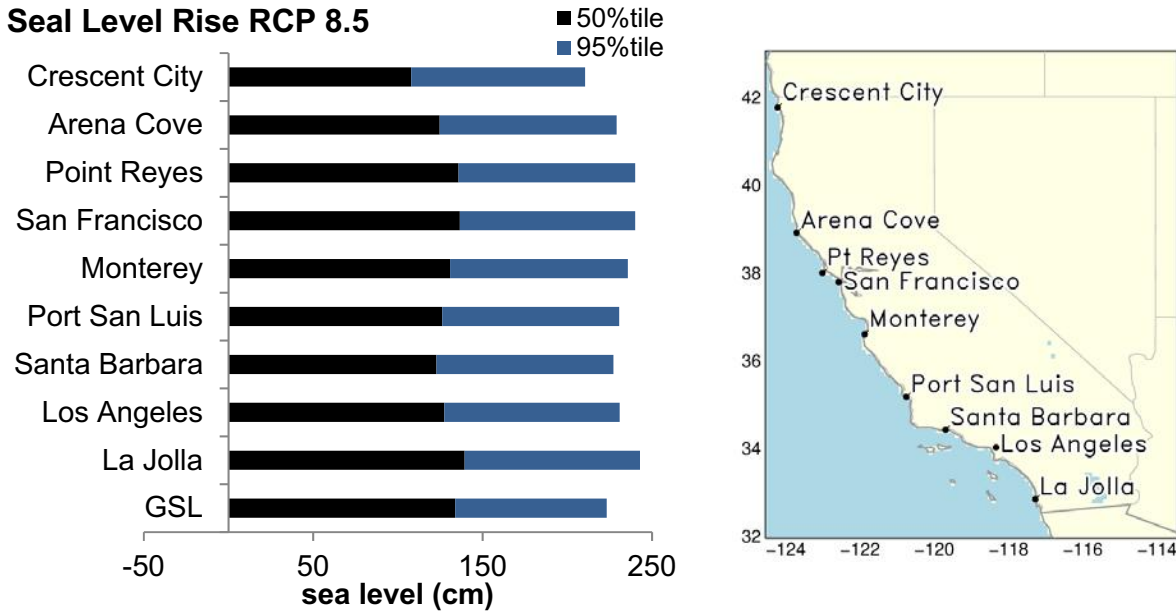 Seal Level Rise RCP 8.5
50%tile
95%tile
Crescent City
Arena Cove
Point Reyes
San Francisco
Monterey
Port San Luis
Santa Barbara
Los Angeles
La Jolla
GSL
-50 50 150 250
sea level (cm)
42
40
38
36
34
32
Crescent City
Arena Cove
Pt Reyes
San Francisco
Monterey
Port San Luis
Santa Barbara
Los Angeles
La Jolla
-124 -122 -120 -118 -116 -114